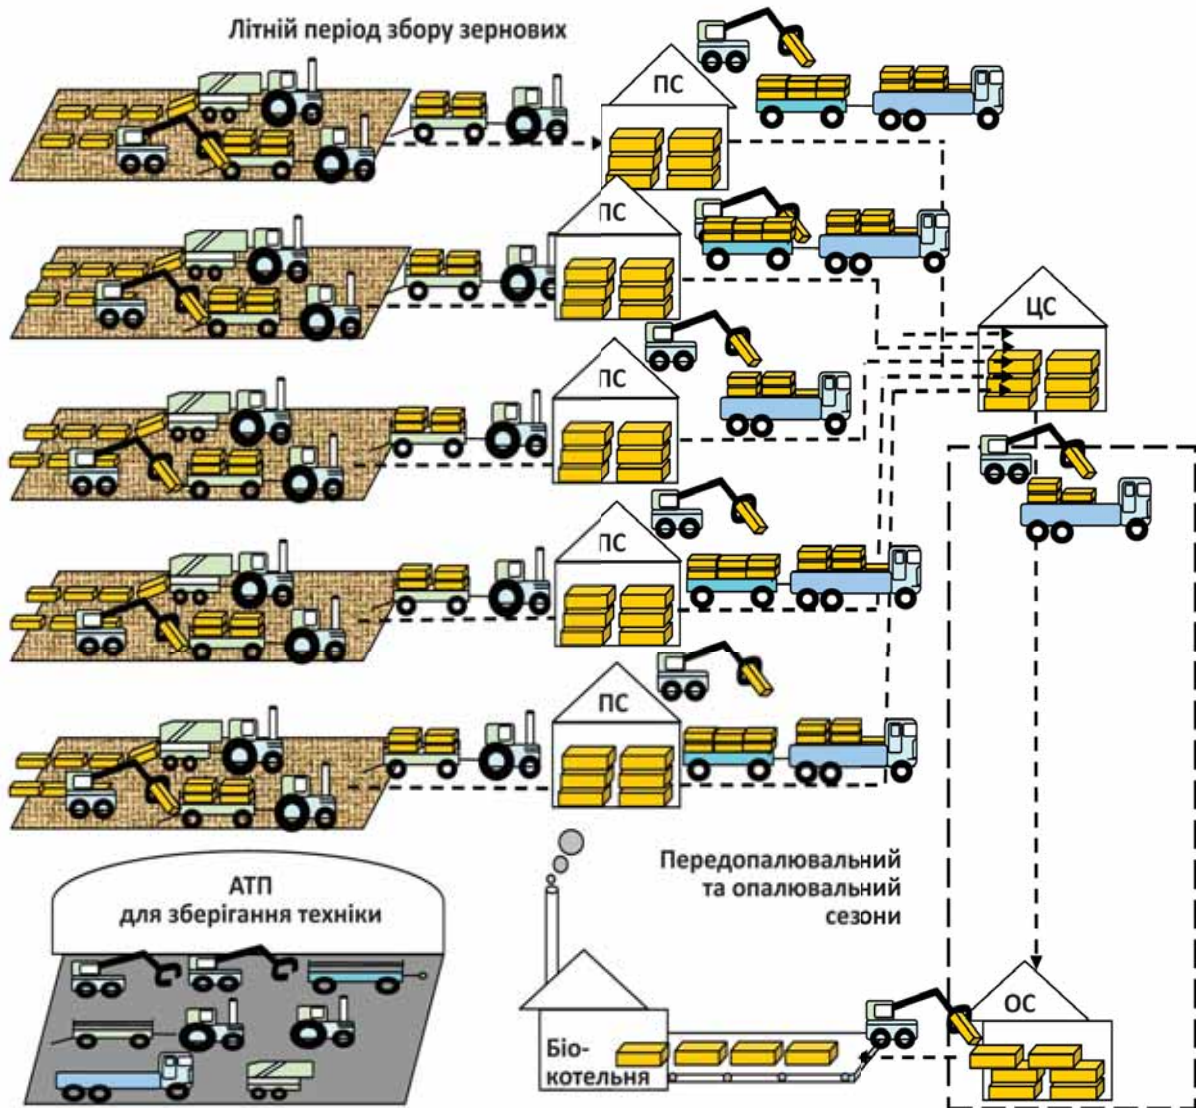 Літній період збору зернових
ПС
ПС
ЦС
ПС
ПС
ПС
Передопалювальний
та опалювальний
сезони
АТП
для зберігання техніки
ОС
Біо-
котельня